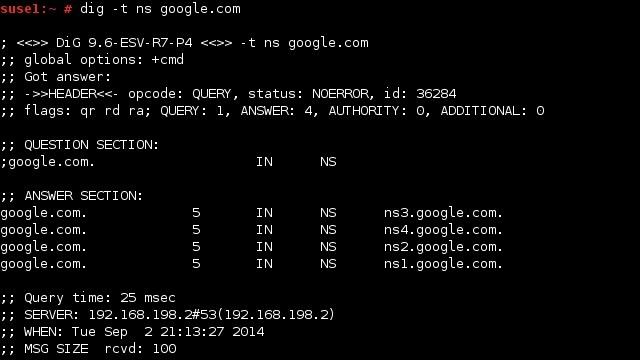 suse1:~ # dig -t ns google.com
; <<>> DiG 9.6-ESV-R7-P4 <<>> -t ns google.com
;; global options: +cmd
;; Got answer:
;; ->>HEADER<<- opcode: QUERY, status: NOERROR, id: 36284
;; flags: qr rd ra; QUERY: 1, ANSWER: 4, AUTHORITY: 0, ADDITIONAL: 0
;; QUESTION SECTION:
;google.com. IN NS
;; ANSWER SECTION:
google.com. 5 IN NS ns3.google.com.
google.com. 5 IN NS ns4.google.com.
google.com. 5 IN NS ns2.google.com.
google.com. 5 IN NS ns1.google.com.
;; Query time: 25 msec
;; SERVER: 192.168.198.2#53(192.168.198.2)
;; WHEN: Tue Sep  2 21:13:27 2014
;; MSG SIZE  rcvd: 100